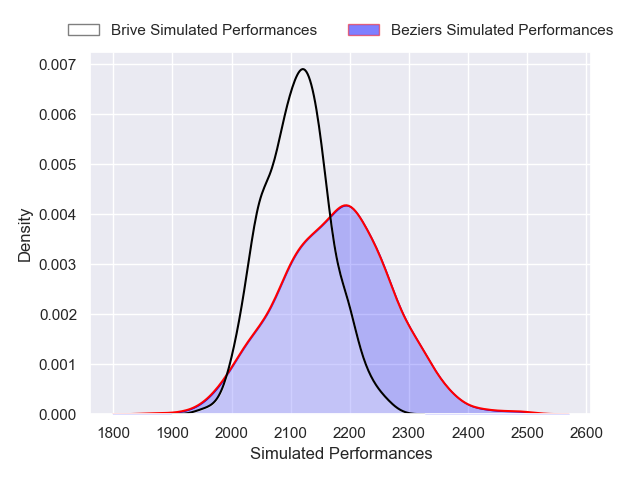 Brive Simulated Performances
Beziers Simulated Performances
0.007
0.006
0.005
0.004
0.003
0.002
0.001
0.000
Density
1800 1900 2000 2100 2200 2300 2400 2500 2600
Simulated Performances